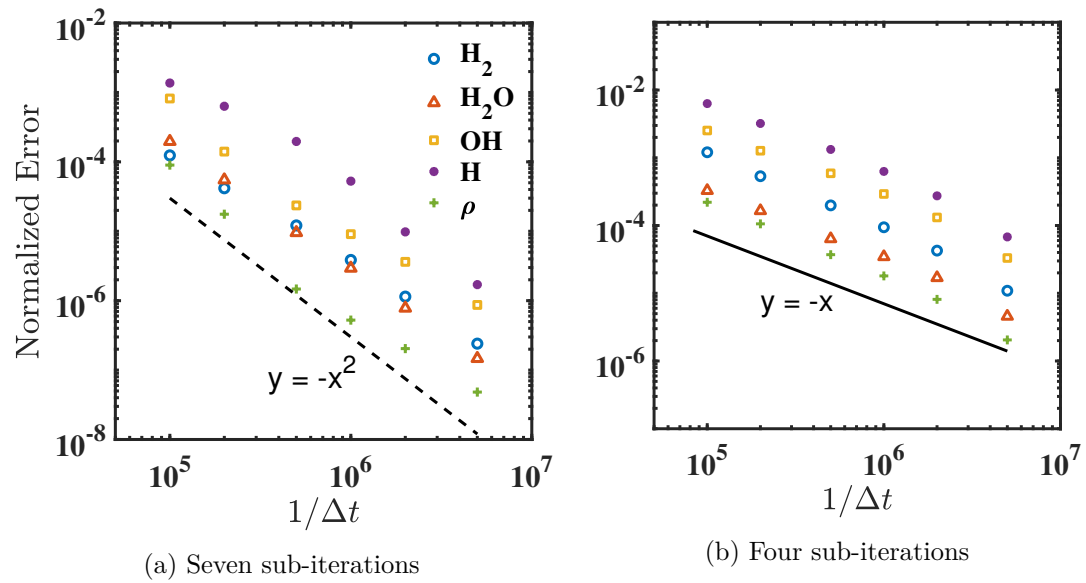 Normalized Error
10^-2
10^-4
10^-6
10^-8
H_2
H_2O
OH
H
ρ
y = -x^2
10^5
10^6
10^7
1/Δt
(a) Seven sub-iterations
10^-2
10^-4
10^-6
y = -x
10^5
10^6
10^7
1/Δt
(b) Four sub-iterations